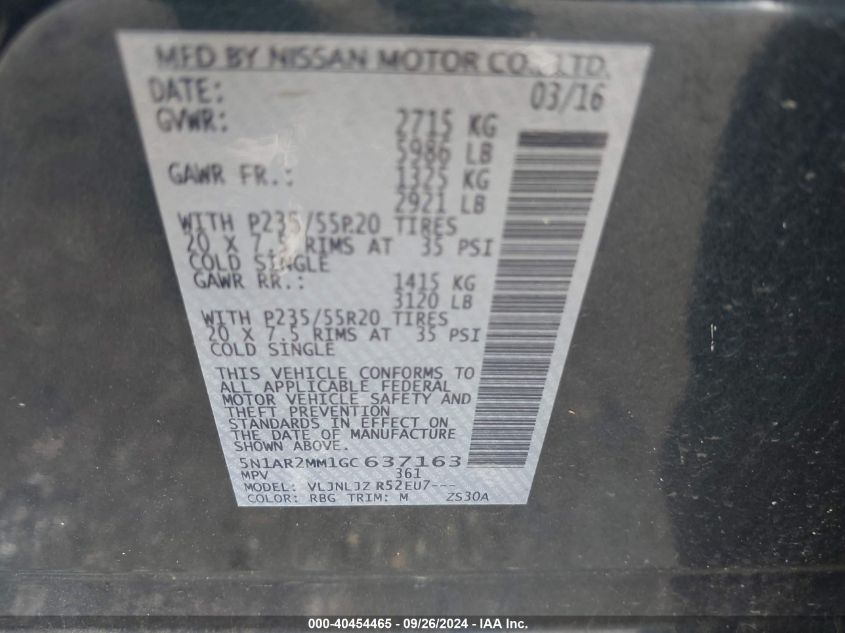 MFD BY NISSAN MOTOR CO., LTD.
DATE: 03/16
GVWR: 2715 KG
5986 LB
GAWR FR.: 1325 KG
2921 LB
WITH P235/55R20 TIRES
20 X 7.5 RIMS AT 35 PSI
COLD SINGLE
GAWR RR.: 1415 KG
3120 LB
WITH P235/55R20 TIRES
20 X 7.5 RIMS AT 35 PSI
COLD SINGLE
THIS VEHICLE CONFORMS TO
ALL APPLICABLE FEDERAL
MOTOR VEHICLE SAFETY AND
THEFT PREVENTION
STANDARDS IN EFFECT ON
THE DATE OF MANUFACTURE
SHOWN ABOVE.
5N1AR2MM1GC637163
MPV 361
MODEL: VLJNLJZ R52EU7---
COLOR: RBG TRIM: M ZS30A
000-40454465 - 09/26/2024 - IAA Inc.